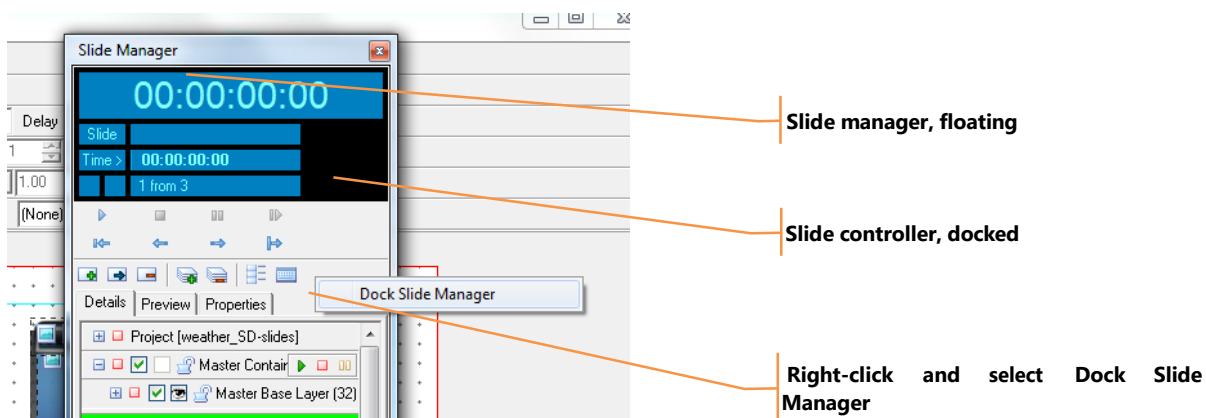 Slide Manager
00:00:00:00
Slide manager, floating
Delay
Slide
1
Time > 00:00:00:00
1.00
1 from 3
(None)
Slide controller, docked
Dock Slide Manager
Details Preview Properties
Project [weather_SD-slides]
Master Contair
Right-click and select Dock Slide
Manager
Master Base Layer (32)